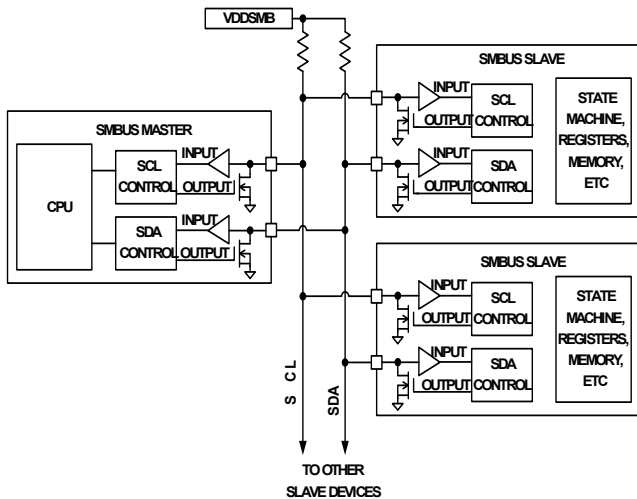 VDDSMB
SMBUS SLAVE
INPUT
OUTPUT
SCL
CONTROL
INPUT
OUTPUT
SDA
CONTROL
STATE
MACHINE,
REGISTERS,
MEMORY,
ETC
SMBUS MASTER
CPU
SCL
CONTROL
INPUT
OUTPUT
SDA
CONTROL
INPUT
OUTPUT
SMBUS SLAVE
INPUT
OUTPUT
SCL
CONTROL
INPUT
OUTPUT
SDA
CONTROL
STATE
MACHINE,
REGISTERS,
MEMORY,
ETC
S CL
SDA
TO OTHER
SLAVE DEVICES